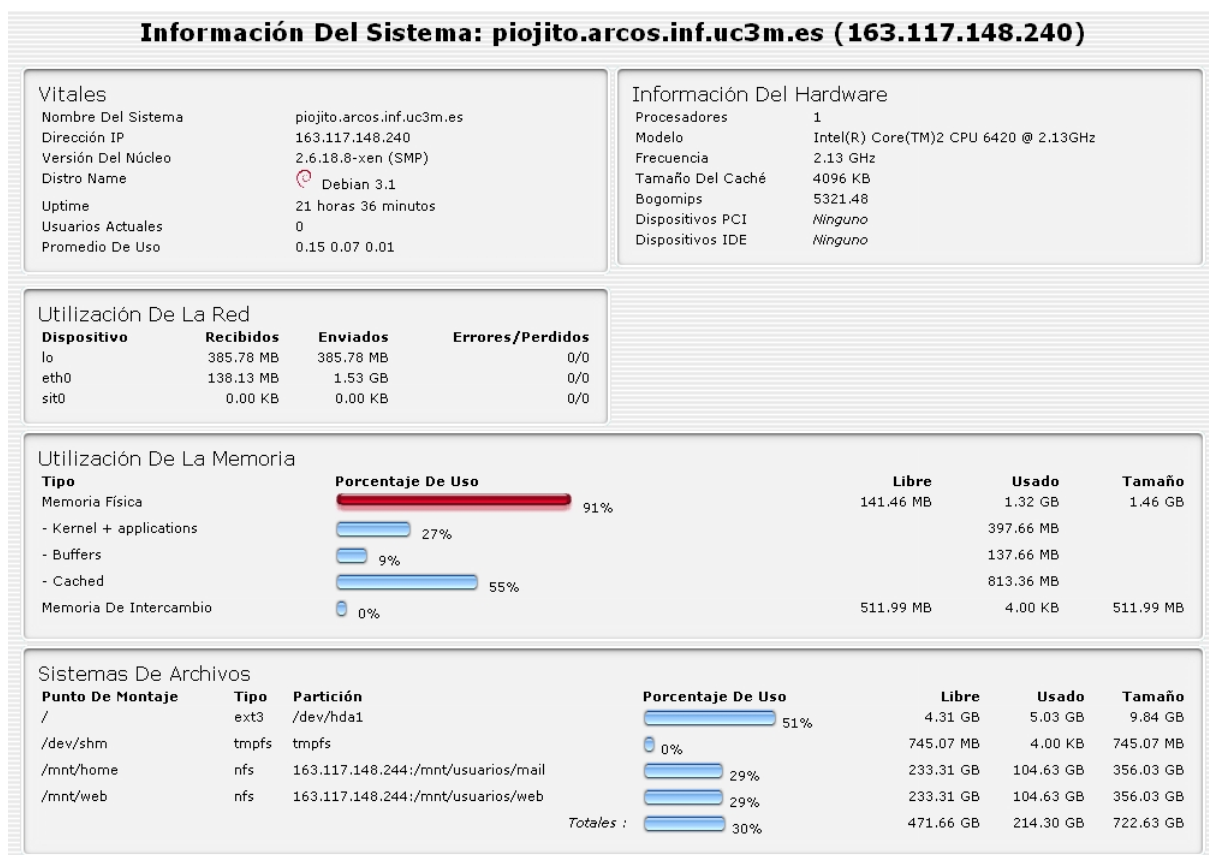 Información Del Sistema: piojito.arcos.inf.uc3m.es (163.117.148.240)
Vitales
Nombre Del Sistema piojito.arcos.inf.uc3m.es
Dirección IP 163.117.148.240
Versión Del Núcleo 2.6.18.8-xen (SMP)
Distro Name Debian 3.1
Uptime 21 horas 36 minutos
Usuarios Actuales 0
Promedio De Uso 0.15 0.07 0.01
Información Del Hardware
Procesadores 1
Modelo Intel(R) Core(TM)2 CPU 6420 @ 2.13GHz
Frecuencia 2.13 GHz
Tamaño Del Caché 4096 KB
Bogomips 5321.48
Dispositivos PCI Ninguno
Dispositivos IDE Ninguno
Utilización De La Red
Dispositivo Recibidos Enviados Errores/Perdidos
lo 385.78 MB 385.78 MB 0/0
eth0 138.13 MB 1.53 GB 0/0
sit0 0.00 KB 0.00 KB 0/0
Utilización De La Memoria
Tipo Porcentaje De Uso Libre Usado Tamaño
Memoria Física 91% 141.46 MB 1.32 GB 1.46 GB
- Kernel + applications 27% 397.66 MB
- Buffers 9% 137.66 MB
- Cached 55% 813.36 MB
Memoria De Intercambio 0% 511.99 MB 4.00 KB 511.99 MB
Sistemas De Archivos
Punto De Montaje Tipo Partición Porcentaje De Uso Libre Usado Tamaño
/ ext3 /dev/hda1 51% 4.31 GB 5.03 GB 9.84 GB
/dev/shm tmpfs tmpfs 0% 745.07 MB 4.00 KB 745.07 MB
/mnt/home nfs 163.117.148.244:/mnt/usuarios/mail 29% 233.31 GB 104.63 GB 356.03 GB
/mnt/web nfs 163.117.148.244:/mnt/usuarios/web 29% 233.31 GB 104.63 GB 356.03 GB
Totales : 30% 471.66 GB 214.30 GB 722.63 GB